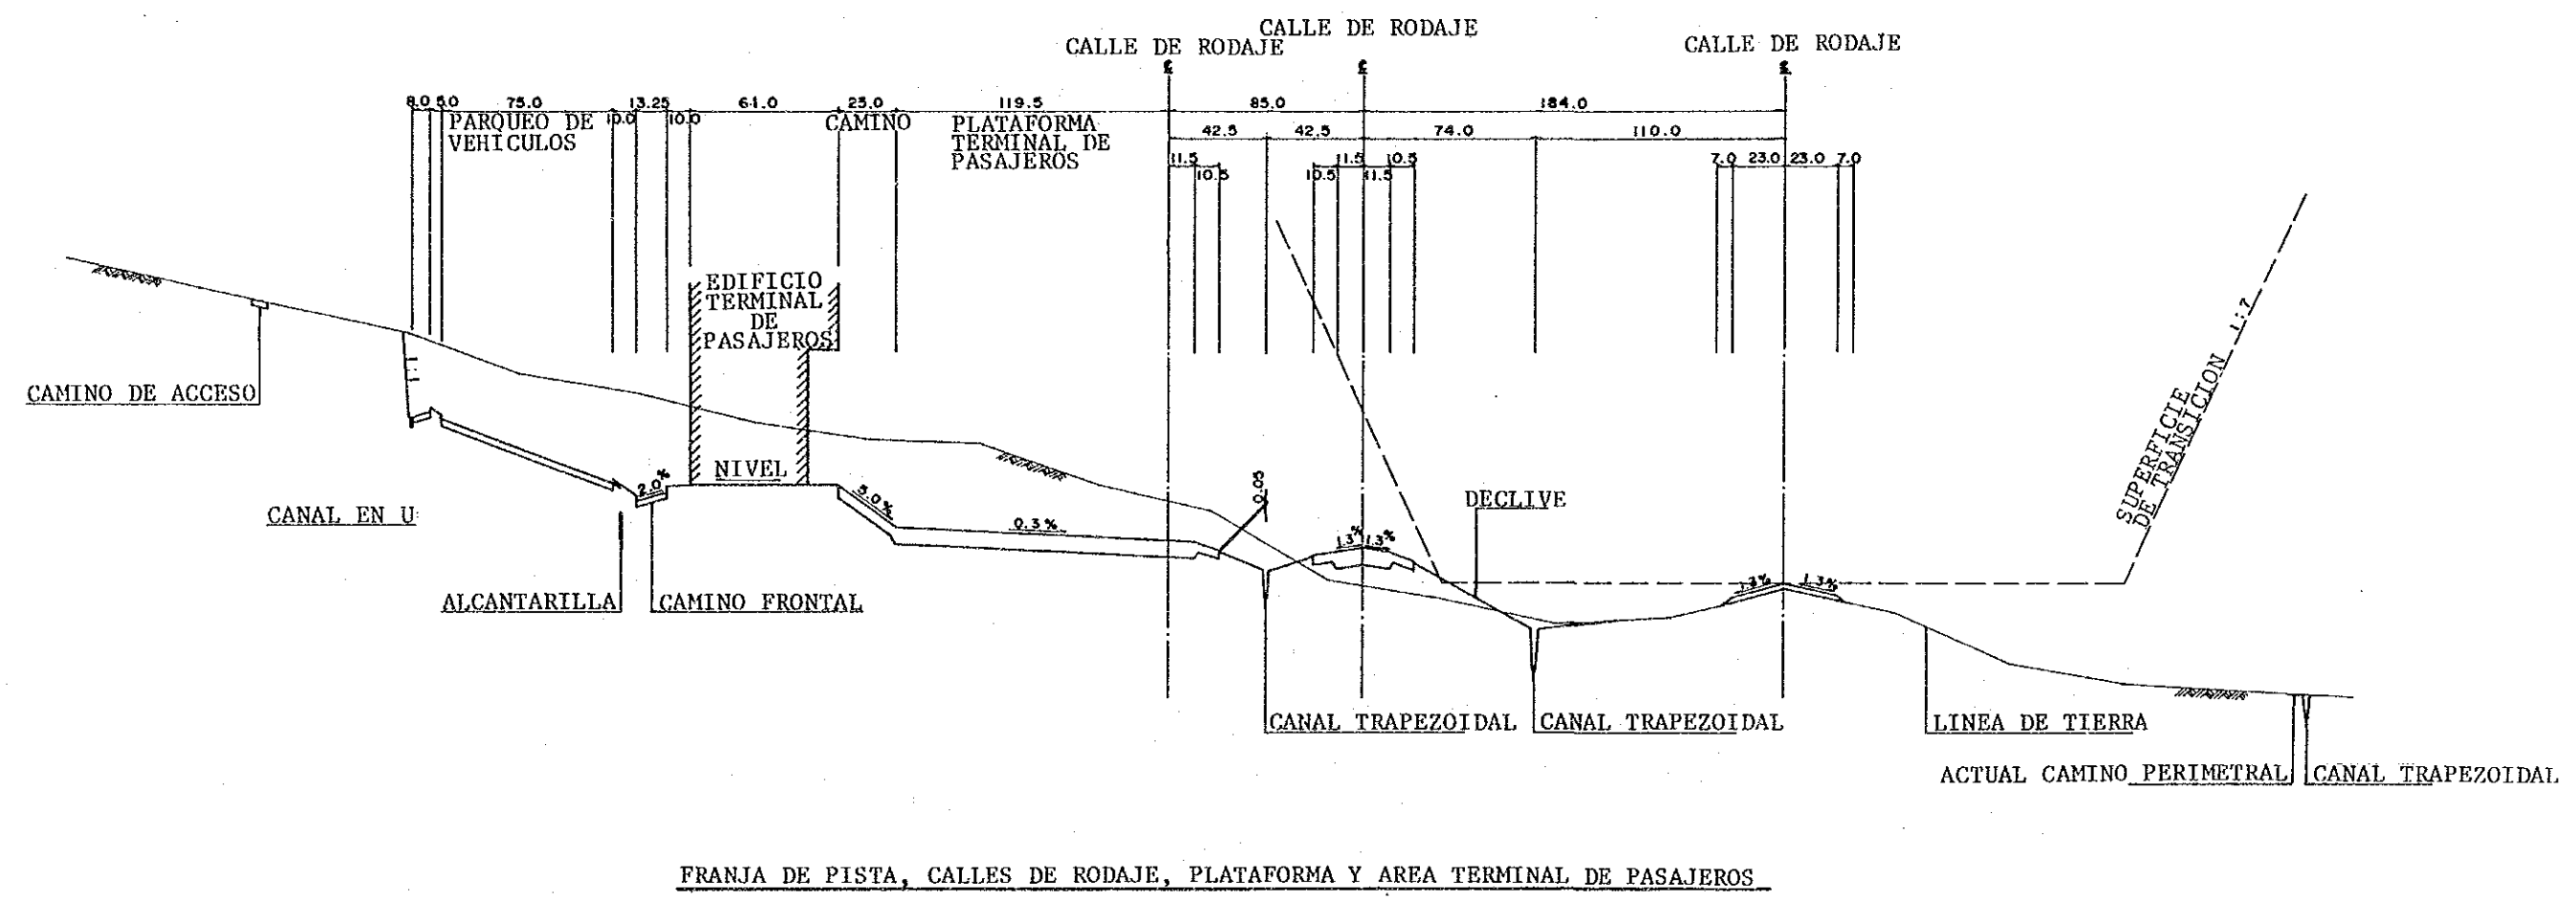 CALLE DE RODAJE
CALLE DE RODAJE
CALLE DE RODAJE
8.0 5.0 75.0 13.25 61.0 25.0 119.5 85.0 184.0
10.0 10.0
PARQUEO DE
VEHICULOS
CAMINO
PLATAFORMA
TERMINAL DE
PASAJEROS
42.5 42.5 74.0 110.0
11.5 11.5 10.5 7.0 23.0 23.0 7.0
10.5 10.5 11.5
EDIFICIO
TERMINAL
DE
PASAJEROS
SUPERFICIE
DE TRANSICION 1:7
CAMINO DE ACCESO
NIVEL
2.0%
5.0%
0.3%
0.05
DECLIVE
CANAL EN U
1.3% 1.3%
1.3% 1.3%
ALCANTARILLA
CAMINO FRONTAL
CANAL TRAPEZOIDAL
CANAL TRAPEZOIDAL
LINEA DE TIERRA
ACTUAL CAMINO PERIMETRAL
CANAL TRAPEZOIDAL
FRANJA DE PISTA, CALLES DE RODAJE, PLATAFORMA Y AREA TERMINAL DE PASAJEROS